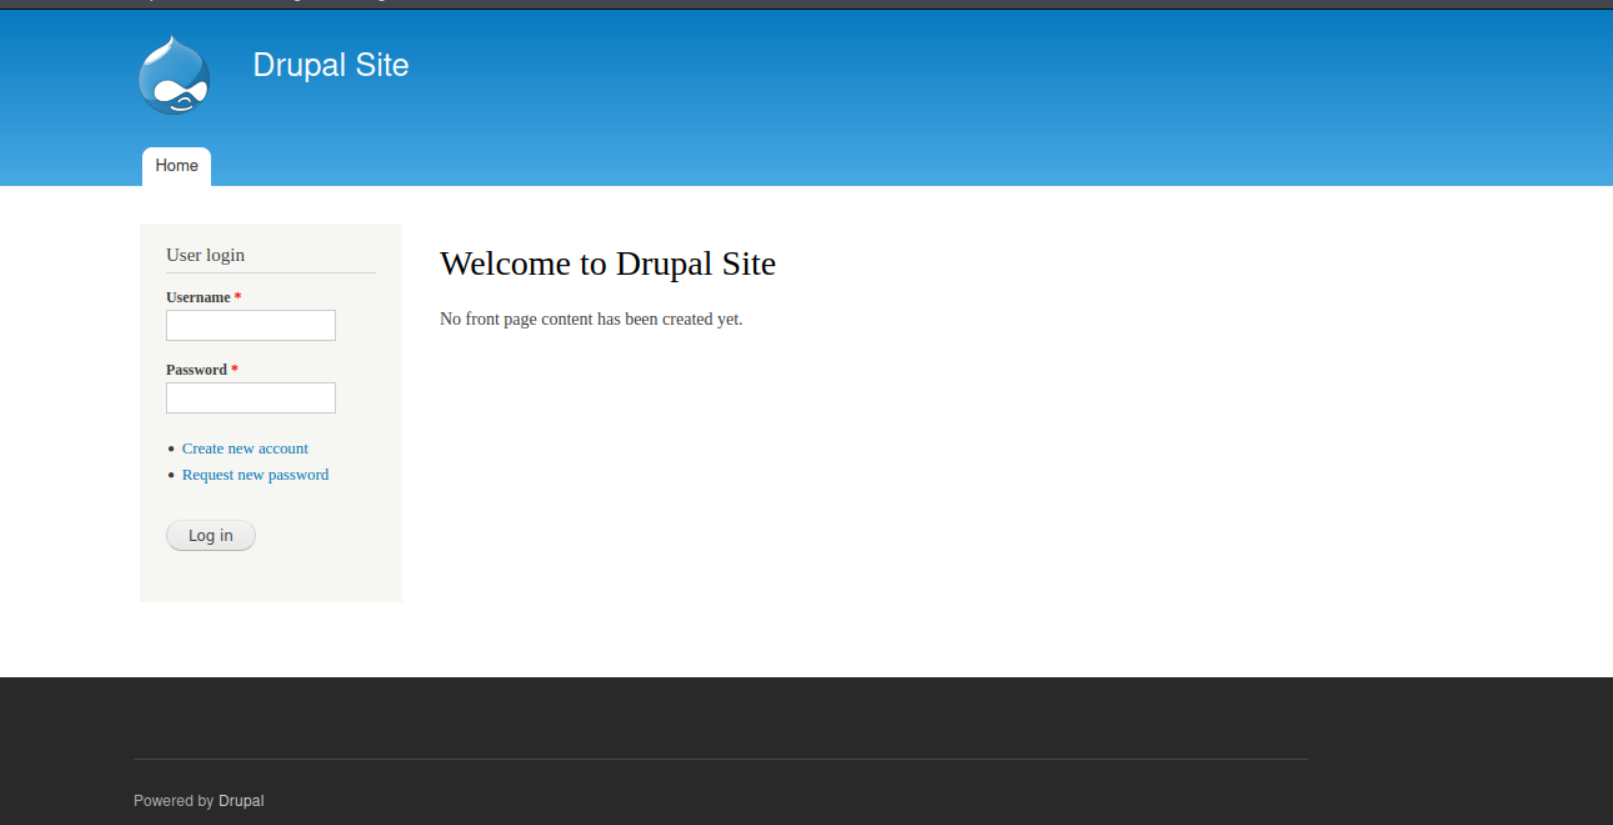 Drupal Site
Home
User login
Username *
Password *
Create new account
Request new password
Log in
Welcome to Drupal Site
No front page content has been created yet.
Powered by Drupal